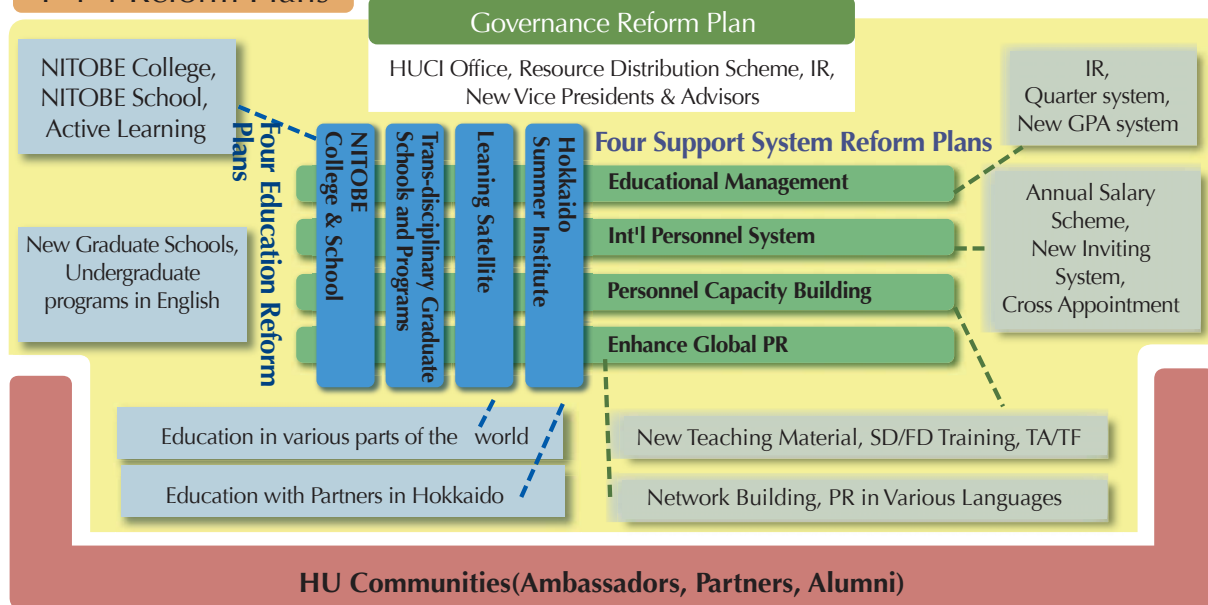 Reform Plans
Governance Reform Plan
HUCI Office, Resource Distribution Scheme, IR,
New Vice Presidents & Advisors
NITOBE College,
NITOBE School,
Active Learning
IR,
Quarter system,
New GPA system
Four Education Reform
Plans
NITOBE
College & School
Trans-disciplinary Graduate
Schools and Programs
Leaning Satellite
Hokkaido
Summer Institute
Four Support System Reform Plans
Educational Management
Int'l Personnel System
Personnel Capacity Building
Enhance Global PR
New Graduate Schools,
Undergraduate
programs in English
Annual Salary
Scheme,
New Inviting
System,
Cross Appointment
Education in various parts of the world
Education with Partners in Hokkaido
New Teaching Material, SD/FD Training, TA/TF
Network Building, PR in Various Languages
HU Communities(Ambassadors, Partners, Alumni)